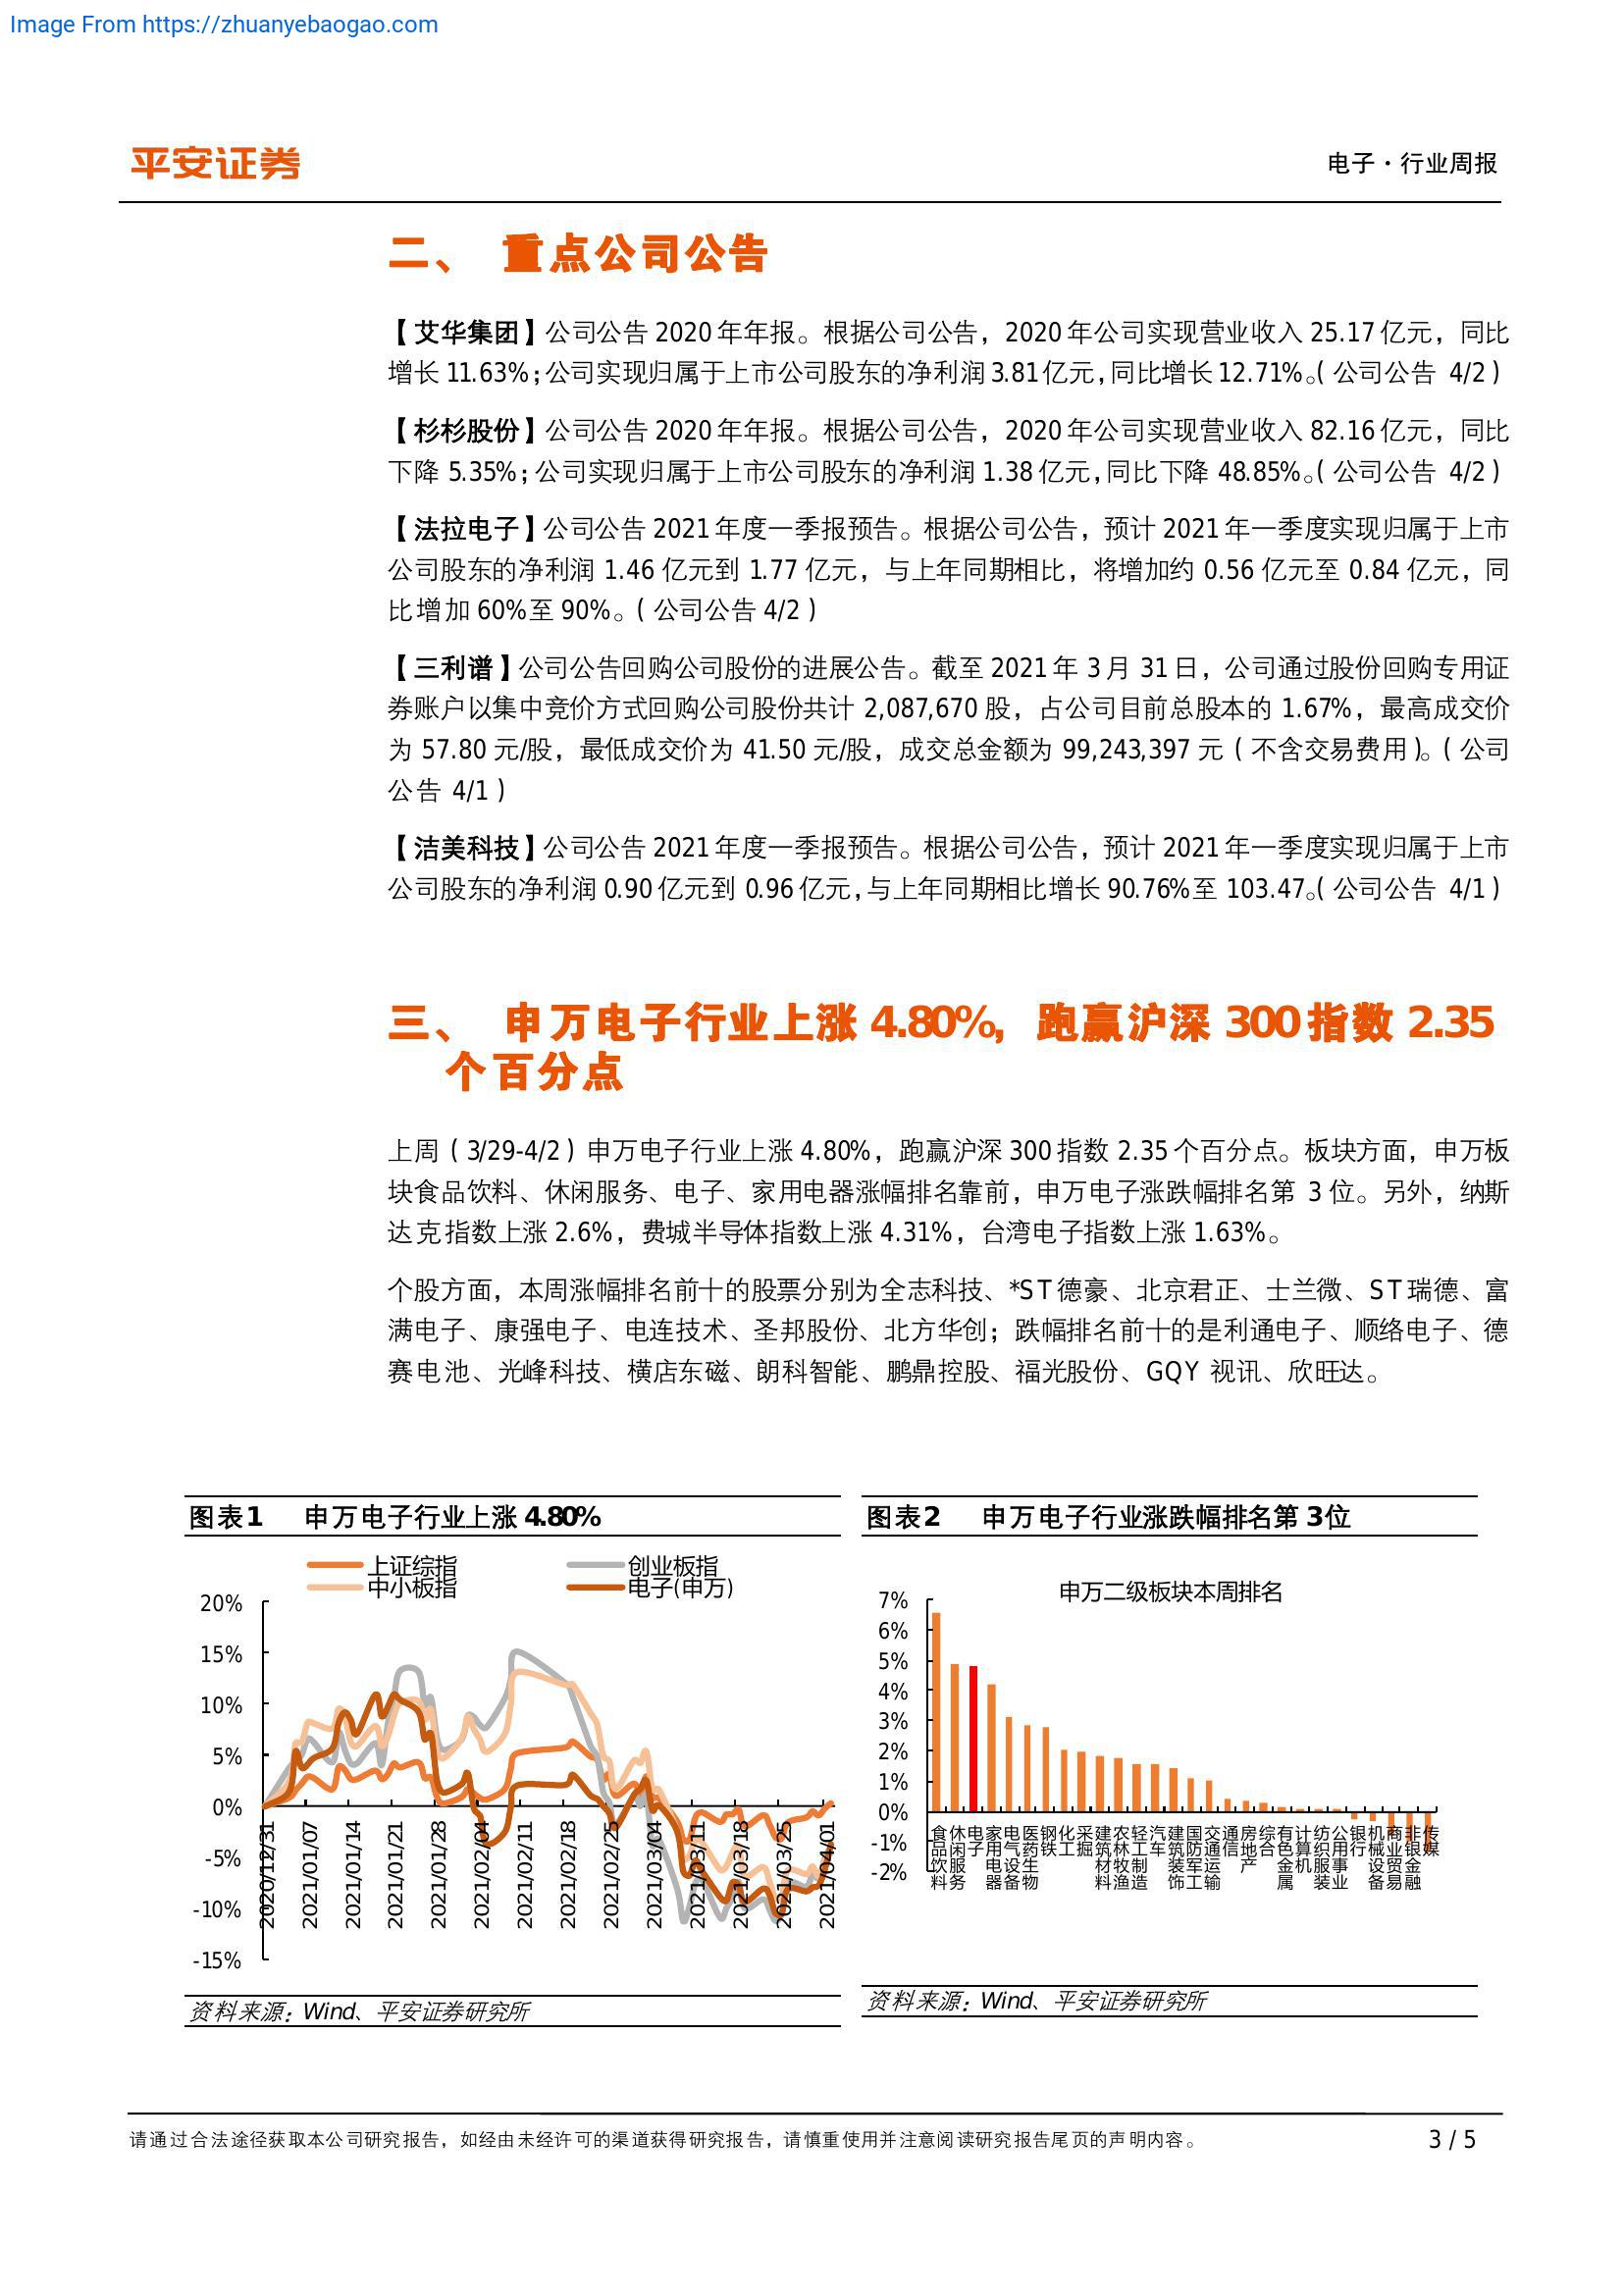 Image From https://zhuanyebaogao.com
平安证券
电子·行业周报
二、 重点公司公告
【艾华集团】公司公告 2020 年年报。根据公司公告，2020 年公司实现营业收入 25.17 亿元，同比
增长 11.63%；公司实现归属于上市公司股东的净利润 3.81 亿元，同比增长 12.71%。（公司公告 4/2）
【杉杉股份】公司公告 2020 年年报。根据公司公告，2020 年公司实现营业收入 82.16 亿元，同比
下降 5.35%；公司实现归属于上市公司股东的净利润 1.38 亿元，同比下降 48.85%。（公司公告 4/2）
【法拉电子】公司公告 2021 年度一季报预告。根据公司公告，预计 2021 年一季度实现归属于上市
公司股东的净利润 1.46 亿元到 1.77 亿元，与上年同期相比，将增加约 0.56 亿元至 0.84 亿元，同
比增加 60%至 90%。（公司公告 4/2）
【三利谱】公司公告回购公司股份的进展公告。截至 2021 年 3 月 31 日，公司通过股份回购专用证
券账户以集中竞价方式回购公司股份共计 2,087,670 股，占公司目前总股本的 1.67%，最高成交价
为 57.80 元/股，最低成交价为 41.50 元/股，成交总金额为 99,243,397 元（不含交易费用）。（公司
公告 4/1）
【洁美科技】公司公告 2021 年度一季报预告。根据公司公告，预计 2021 年一季度实现归属于上市
公司股东的净利润 0.90 亿元到 0.96 亿元，与上年同期相比增长 90.76%至 103.47。（公司公告 4/1）
三、 申万电子行业上涨 4.80%，跑赢沪深 300 指数 2.35
个百分点
上周（3/29-4/2）申万电子行业上涨 4.80%，跑赢沪深 300 指数 2.35 个百分点。板块方面，申万板
块食品饮料、休闲服务、电子、家用电器涨幅排名靠前，申万电子涨跌幅排名第 3 位。另外，纳斯
达克指数上涨 2.6%，费城半导体指数上涨 4.31%，台湾电子指数上涨 1.63%。
个股方面，本周涨幅排名前十的股票分别为全志科技、*ST 德豪、北京君正、士兰微、ST 瑞德、富
满电子、康强电子、电连技术、圣邦股份、北方华创；跌幅排名前十的是利通电子、顺络电子、德
赛电池、光峰科技、横店东磁、朗科智能、鹏鼎控股、福光股份、GQY 视讯、欣旺达。
图表1 申万电子行业上涨 4.80%
上证综指 创业板指
中小板指 电子(申万)
20%
15%
10%
5%
0%
-5%
-10%
-15%
2020/12/31
2021/01/07
2021/01/14
2021/01/21
2021/01/28
2021/02/04
2021/02/11
2021/02/18
2021/02/25
2021/03/04
2021/03/11
2021/03/18
2021/03/25
2021/04/01
资料来源：Wind、平安证券研究所
图表2 申万电子行业涨跌幅排名第 3位
申万二级板块本周排名
7%
6%
5%
4%
3%
2%
1%
0%
-1%
-2%
食品饮料
休闲服务
电子
家用电器
电气设备
医药生物
钢铁
化工
采掘
建筑材料
农林牧渔
轻工制造
汽车
建筑装饰
国防军工
交通运输
通信
房地产
综合
有色金属
计算机
纺织服装
公用事业
银行
机械设备
商业贸易
非银金融
传媒
资料来源：Wind、平安证券研究所
请通过合法途径获取本公司研究报告，如经由未经许可的渠道获得研究报告，请慎重使用并注意阅读研究报告尾页的声明内容。
3 / 5